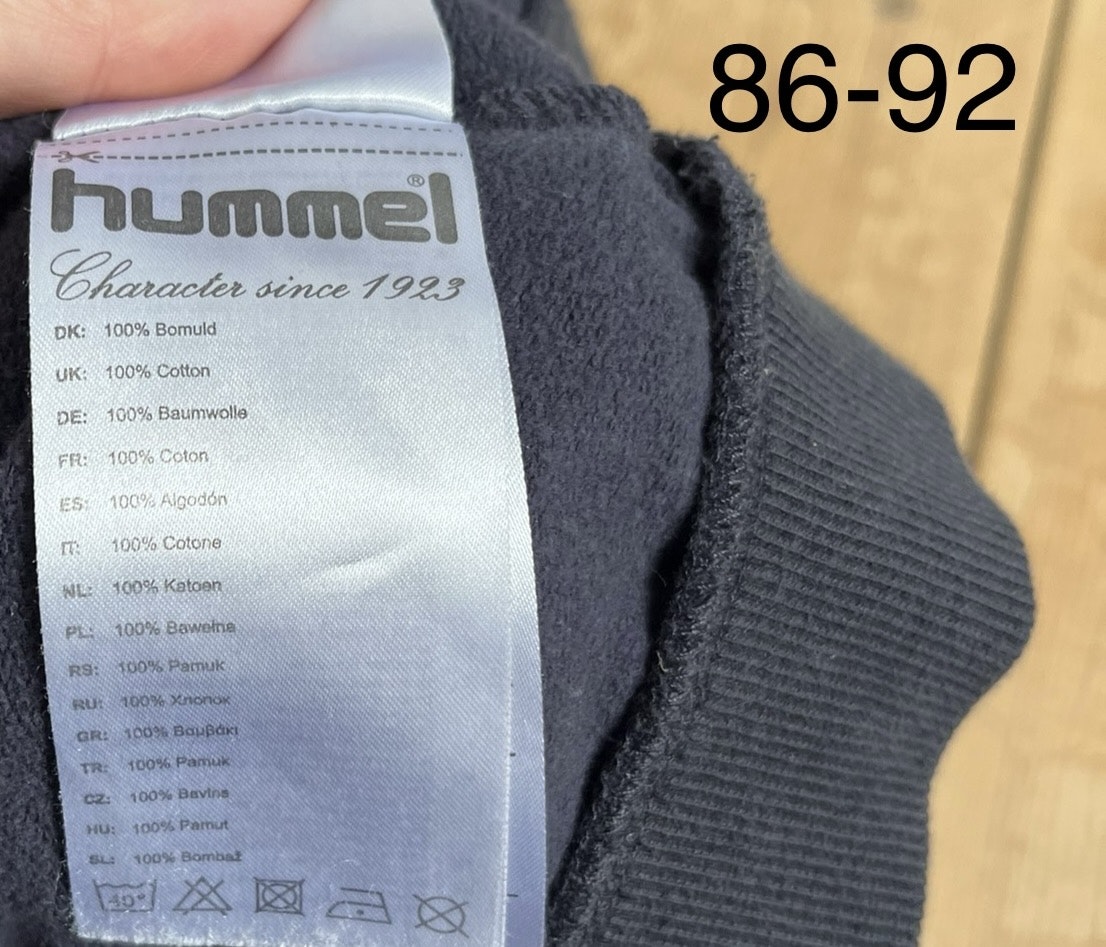 86-92
hummel®
Character since 1923
DK: 100% Bomuld
UK: 100% Cotton
DE: 100% Baumwolle
FR: 100% Coton
ES: 100% Algodón
IT: 100% Cotone
NL: 100% Katoen
PL: 100% Bawełna
RS: 100% Pamuk
RU: 100% Хлопок
GR: 100% Βαμβάκι
TR: 100% Pamuk
CZ: 100% Bavlna
HU: 100% Pamut
SL: 100% Bombaž
40°